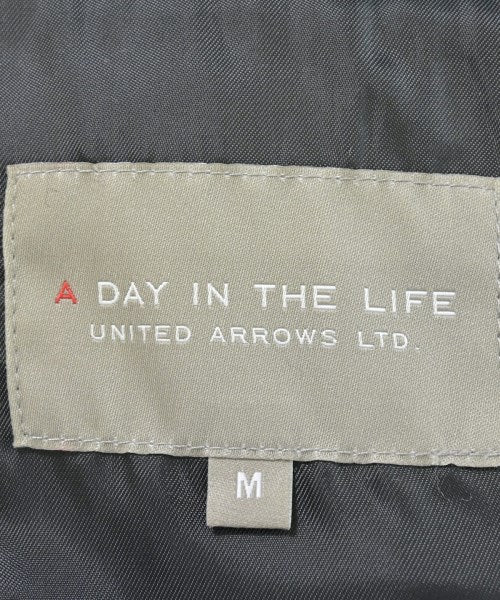 A DAY IN THE LIFE
UNITED ARROWS LTD.
M